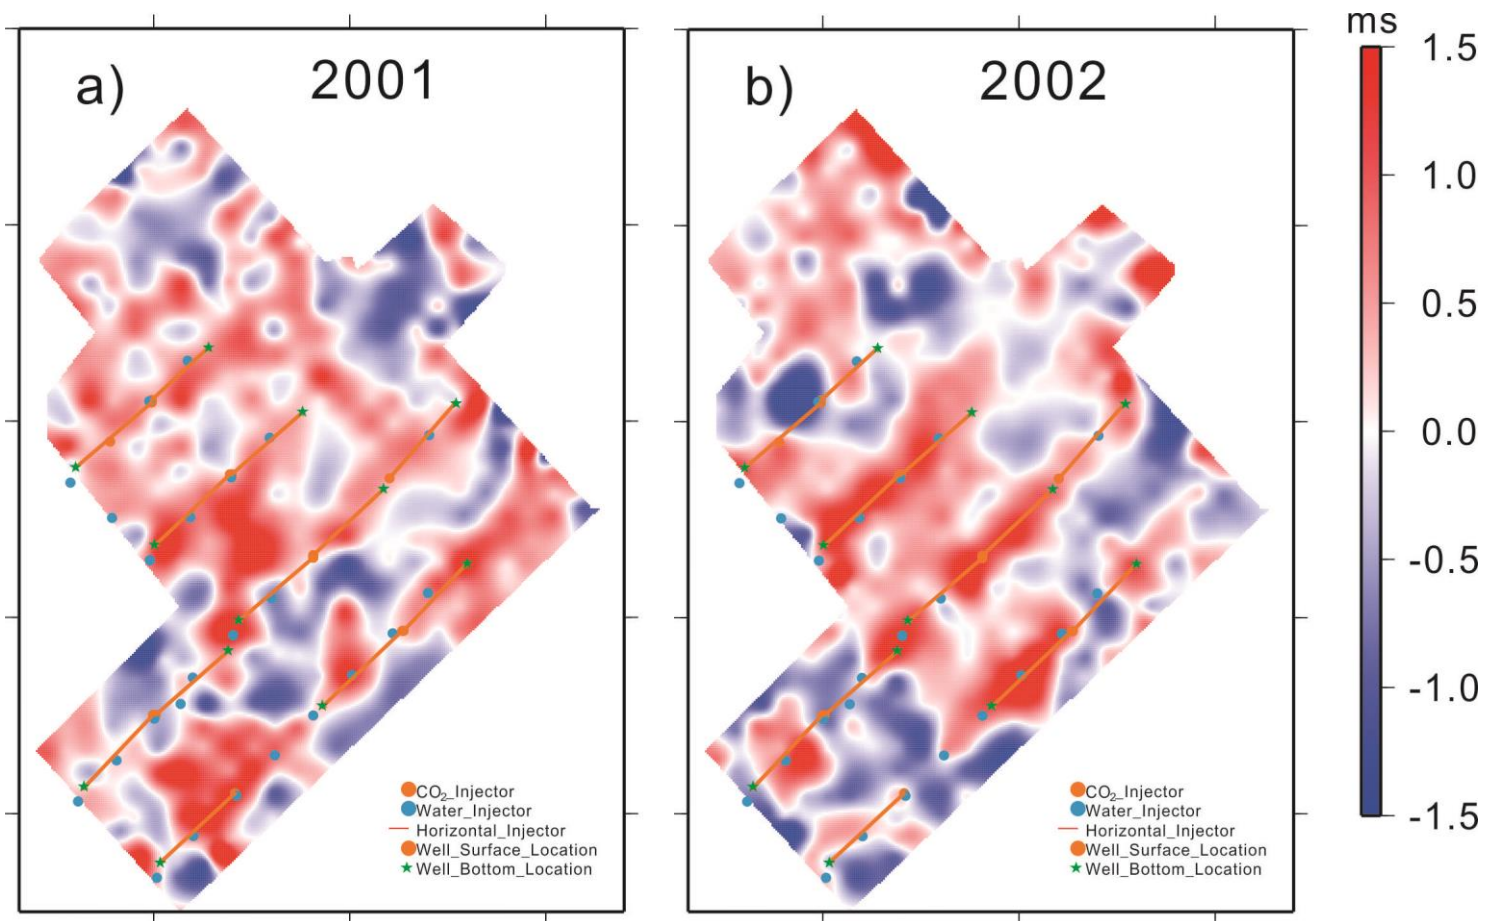 a) 2001
CO₂_Injector
Water_Injector
Horizontal_Injector
Well_Surface_Location
Well_Bottom_Location
b) 2002
CO₂_Injector
Water_Injector
Horizontal_Injector
Well_Surface_Location
Well_Bottom_Location
ms
1.5
1.0
0.5
0.0
-0.5
-1.0
-1.5